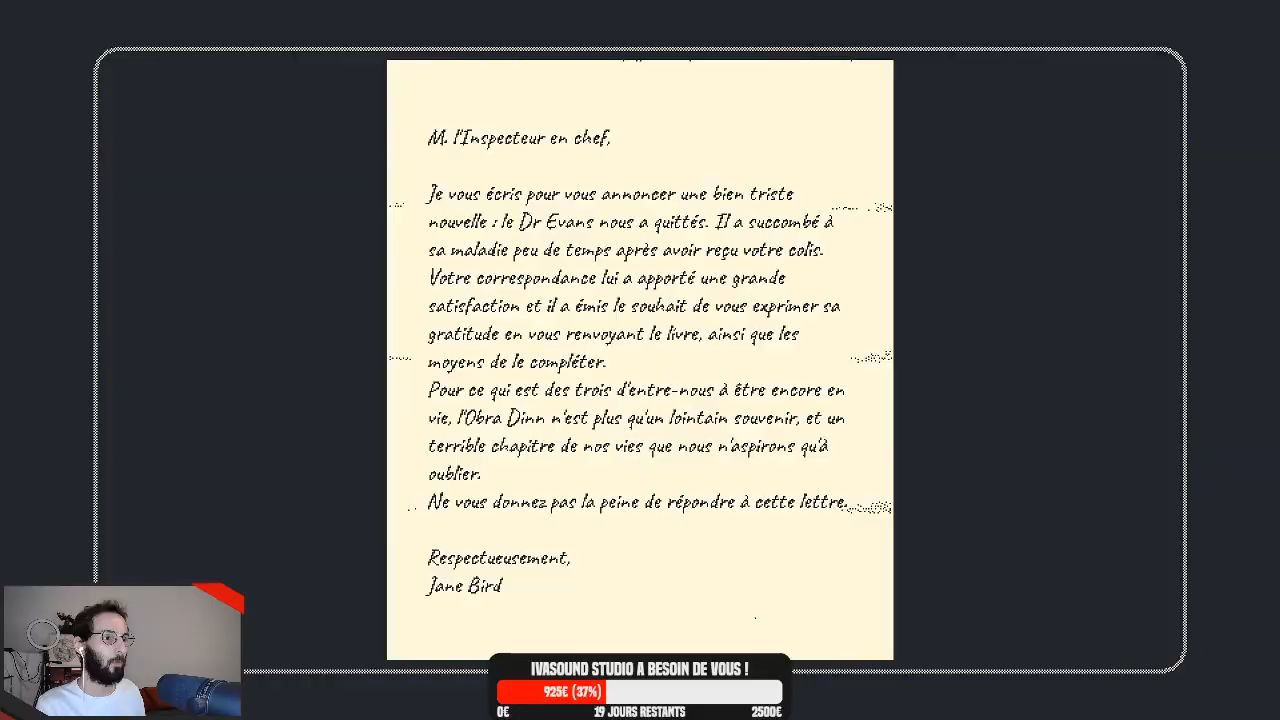 M. l'Inspecteur en chef,
Je vous écris pour vous annoncer une bien triste
nouvelle : le Dr Evans nous a quittés. Il a succombé à
sa maladie peu de temps après avoir reçu votre colis.
Votre correspondance lui a apporté une grande
satisfaction et il a émis le souhait de vous exprimer sa
gratitude en vous renvoyant le livre, ainsi que les
moyens de le compléter.
Pour ce qui est des trois d'entre-nous à être encore en
vie, l'Obra Dinn n'est plus qu'un lointain souvenir, et un
terrible chapitre de nos vies que nous n'aspirons qu'à
oublier.
Ne vous donnez pas la peine de répondre à cette lettre.
Respectueusement,
Jane Bird
IVASOUND STUDIO A BESOIN DE VOUS !
925€ (37%)
0€ 19 JOURS RESTANTS 2500€